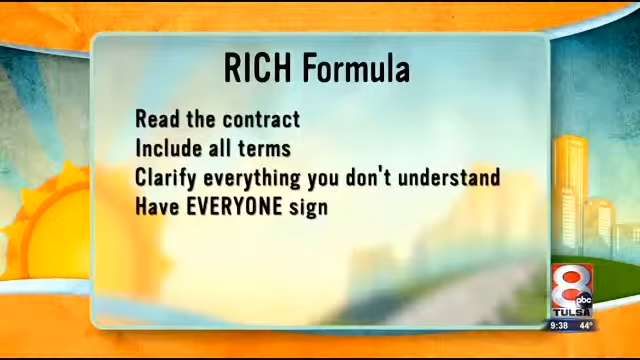 RICH Formula
Read the contract
Include all terms
Clarify everything you don't understand
Have EVERYONE sign
8
abc
TULSA
9:38 44°